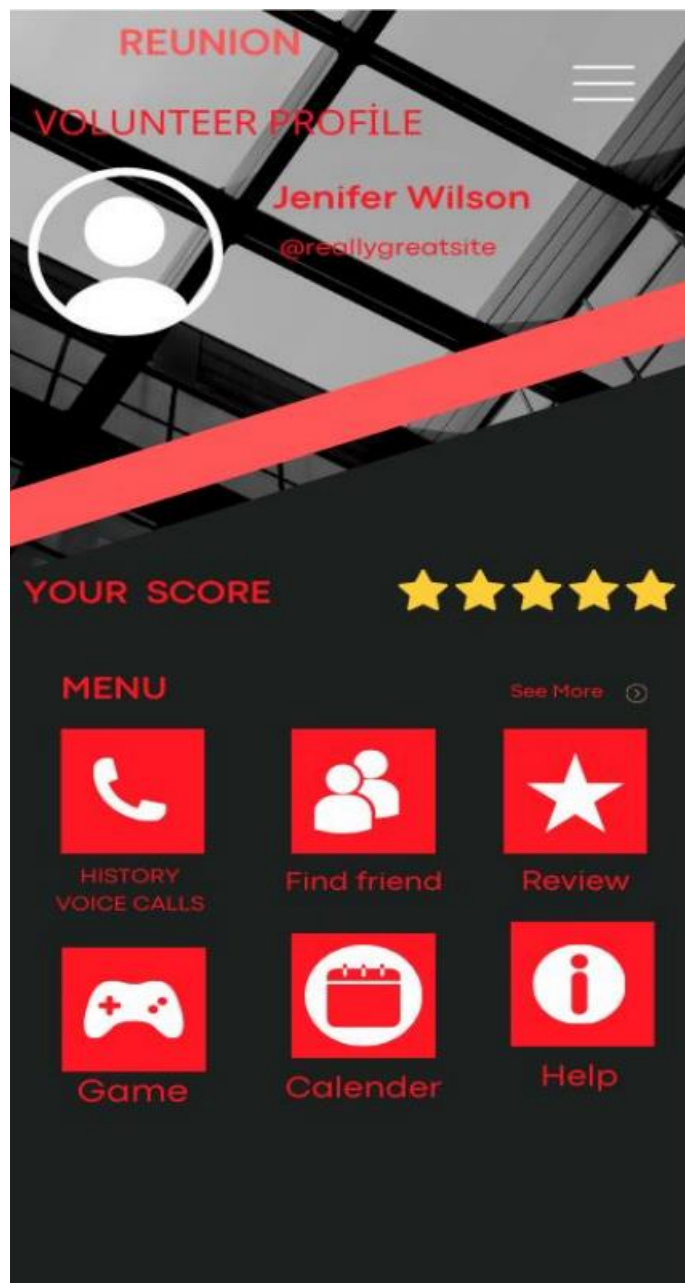 REUNION
VOLUNTEER PROFİLE
Jenifer Wilson
@reallygreatsite
YOUR SCORE
MENU
See More
HISTORY
VOICE CALLS
Find friend
Review
Game
Calender
Help